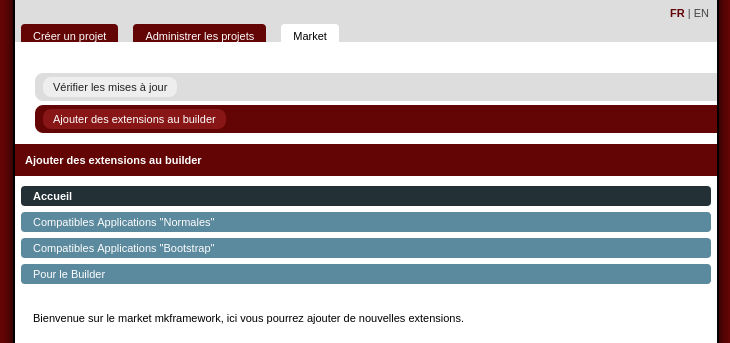 FR | EN
Créer un projet Administrer les projets Market
Vérifier les mises à jour
Ajouter des extensions au builder
Ajouter des extensions au builder
Accueil
Compatibles Applications "Normales"
Compatibles Applications "Bootstrap"
Pour le Builder
Bienvenue sur le market mkframework, ici vous pourrez ajouter de nouvelles extensions.